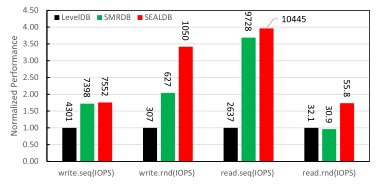 LevelDB SMRDB SEALDB
Normalized Performance
4.50
4.00
3.50
3.00
2.50
2.00
1.50
1.00
0.50
0.00
4301 7398 7552
307 627 1050
2637 9728 10445
32.1 30.9 55.8
write.seq(IOPS) write.rnd(IOPS) read.seq(IOPS) read.rnd(IOPS)